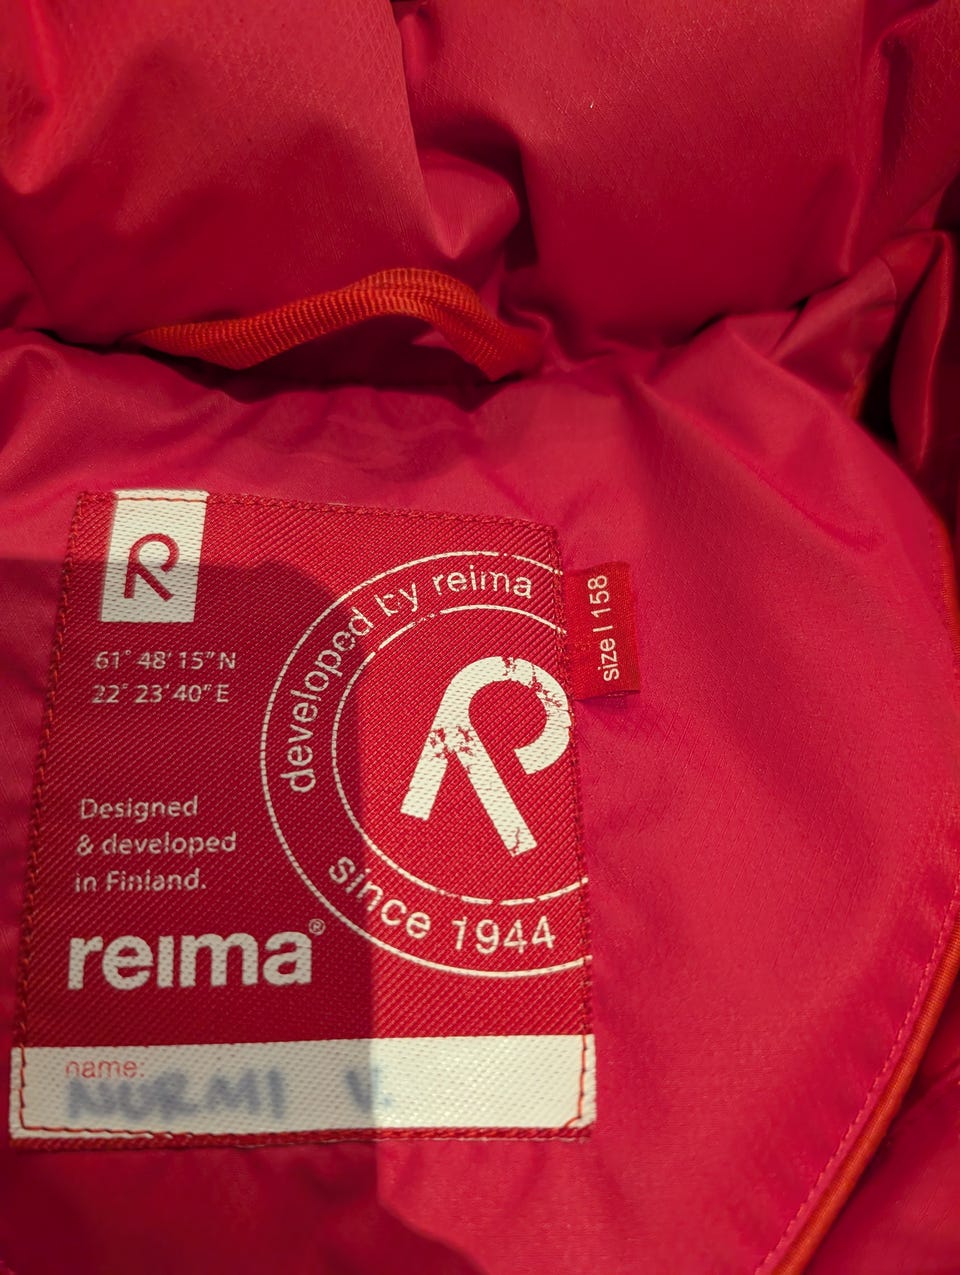 R
61° 48' 15" N
22° 23' 40" E
developed by reima
R
since 1944
size | 158
Designed
& developed
in Finland.
reima®
name:
NURMI V.